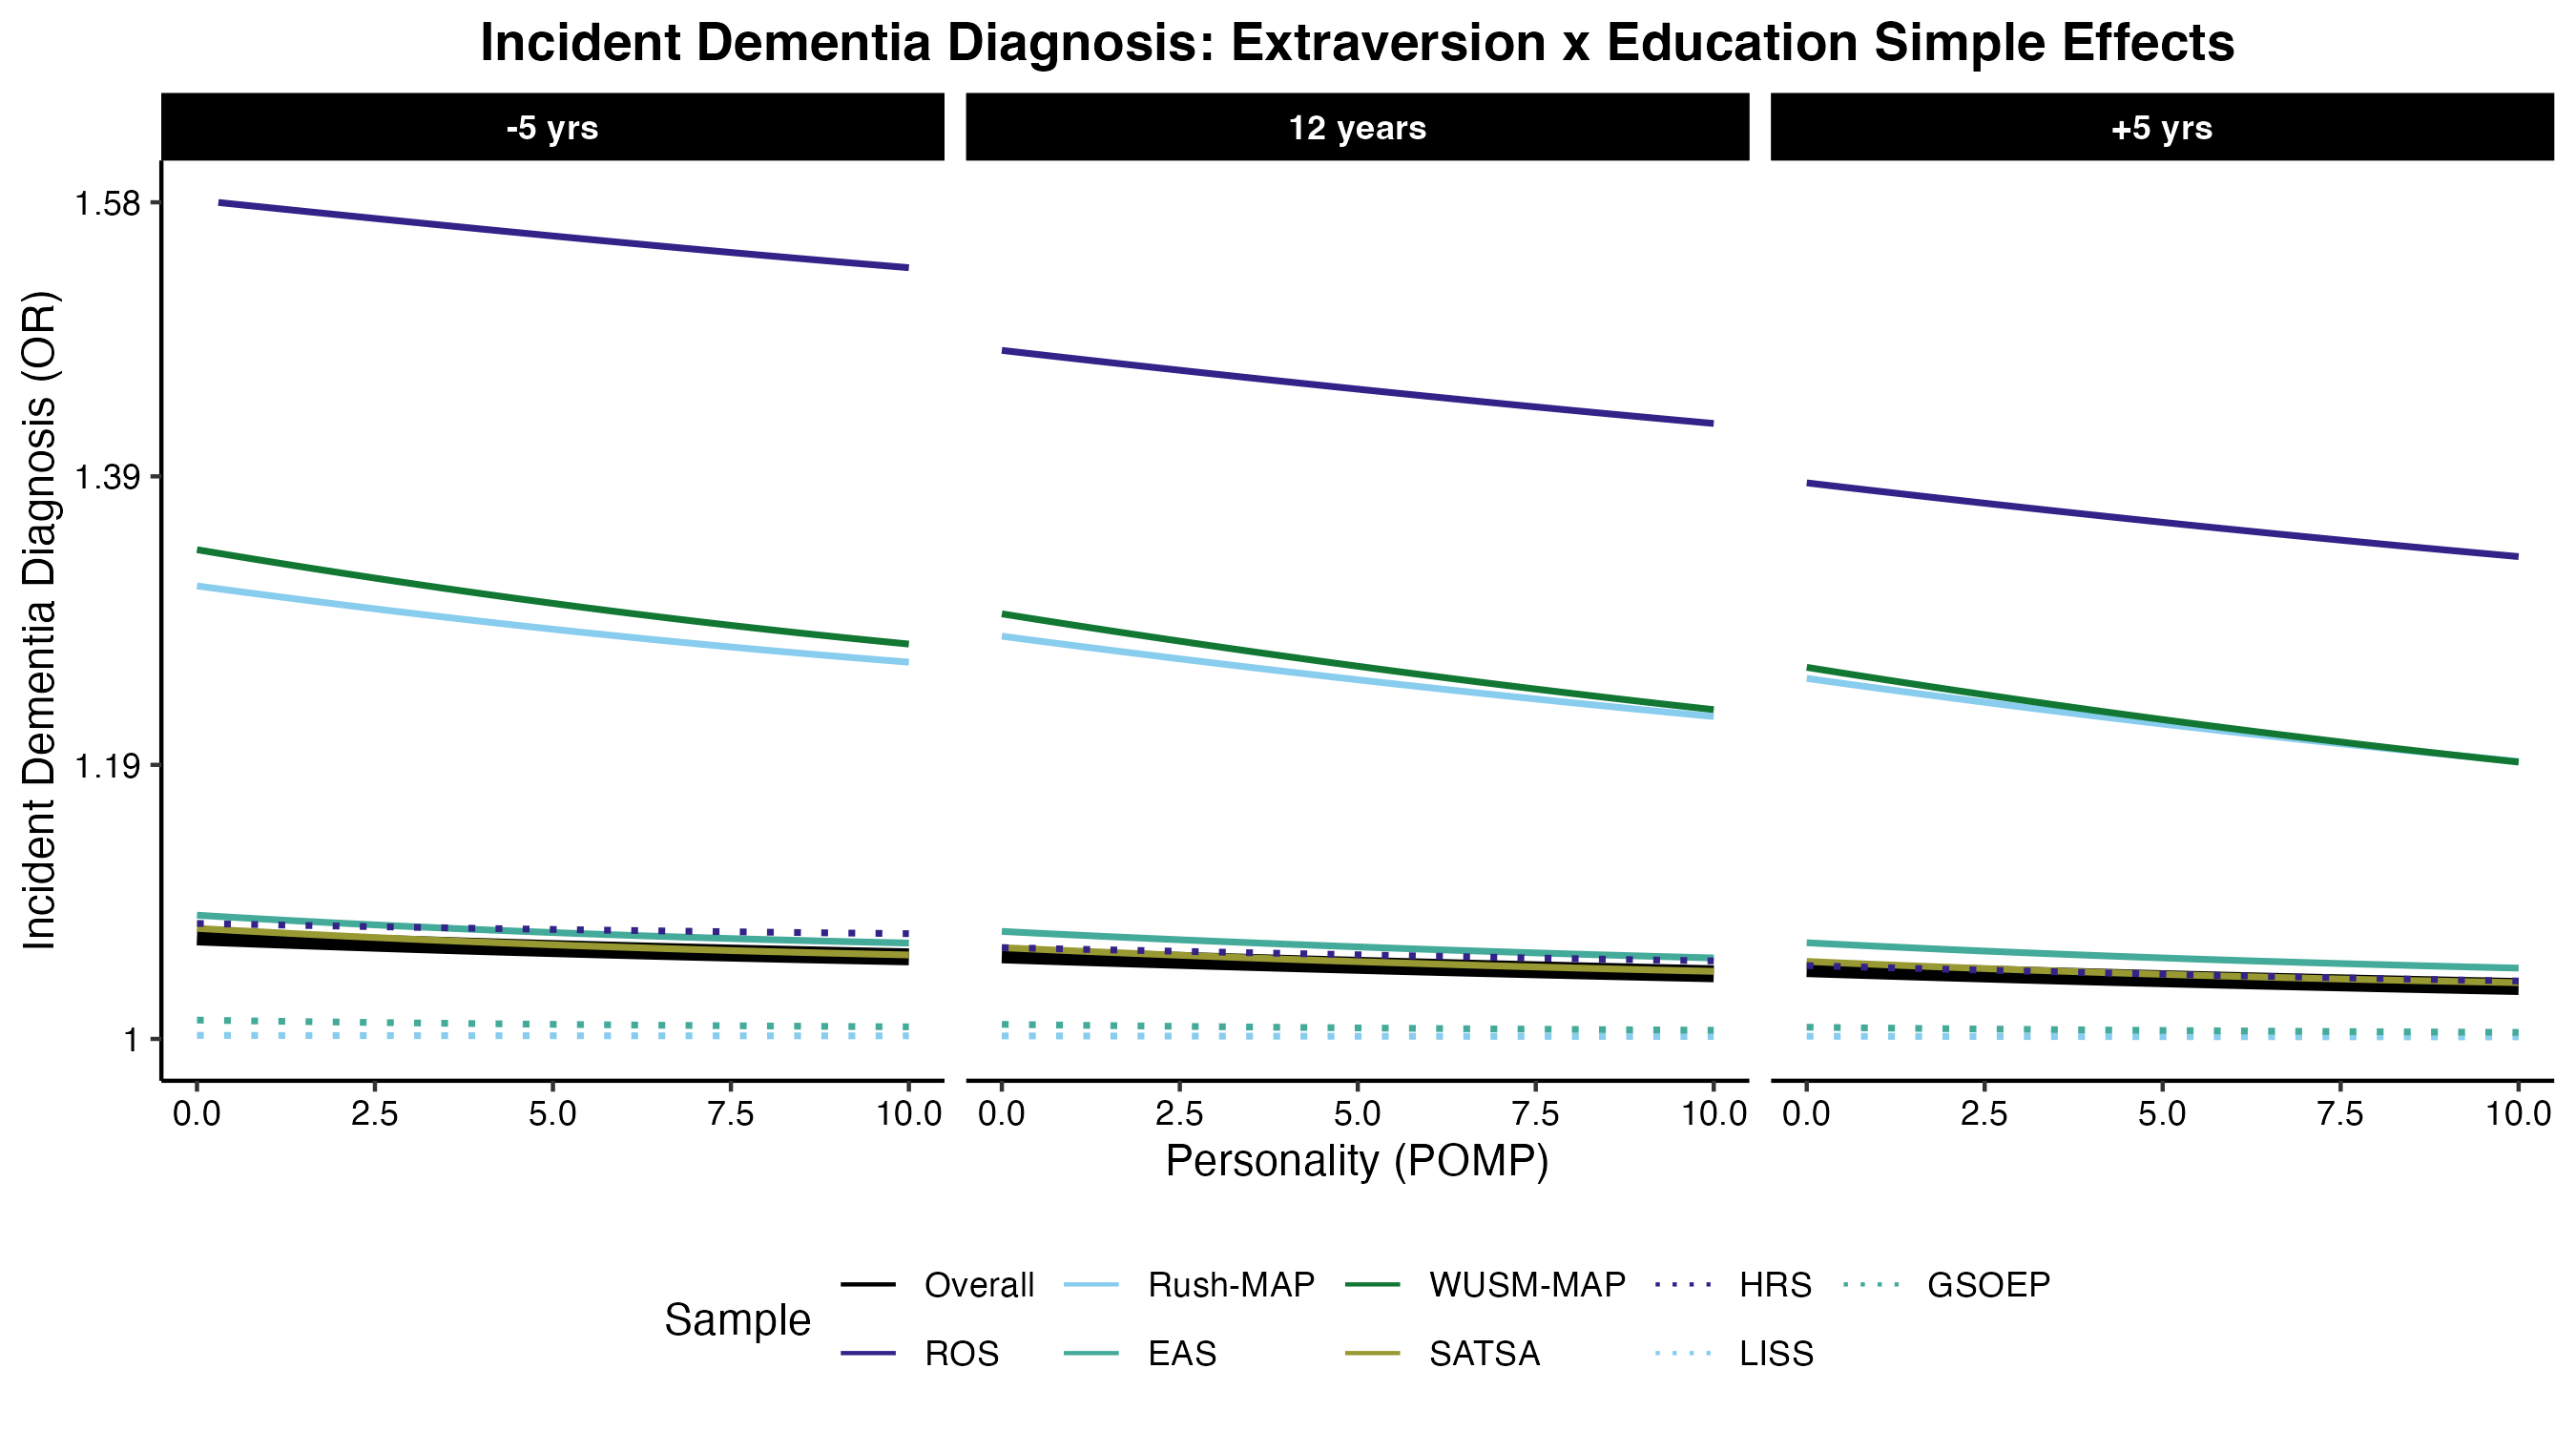 Incident Dementia Diagnosis: Extraversion x Education Simple Effects
-5 yrs
12 years
+5 yrs
Incident Dementia Diagnosis (OR)
1.58
1.39
1.19
1
0.0 2.5 5.0 7.5 10.0
0.0 2.5 5.0 7.5 10.0
0.0 2.5 5.0 7.5 10.0
Personality (POMP)
Sample
Overall Rush-MAP WUSM-MAP HRS GSOEP
ROS EAS SATSA LISS